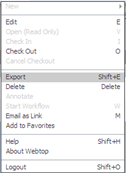 New
Edit E
Open (Read Only) V
Check In I
Check Out O
Cancel Checkout
Export Shift+E
Delete Delete
Annotate
Start Workflow W
Email as Link M
Add to Favorites
Help Shift+H
About Webtop
Logout Shift+O